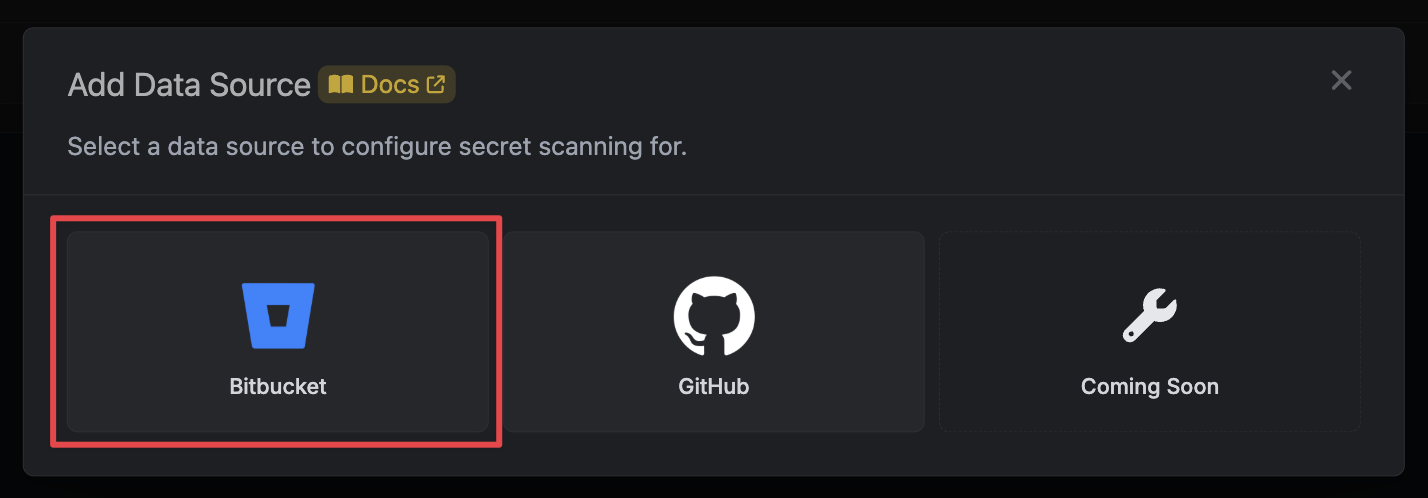 Add Data Source Docs
Select a data source to configure secret scanning for.
Bitbucket
GitHub
Coming Soon